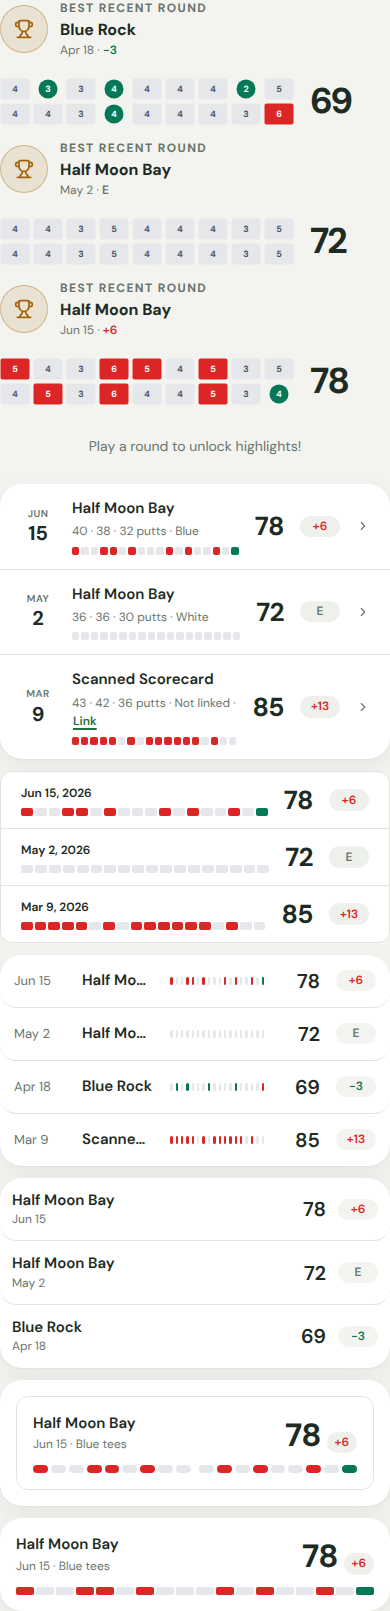 BEST RECENT ROUND
Blue Rock
Apr 18 · -3
4 3 3 4 4 4 4 2 5
4 4 3 4 4 4 4 3 6
69
BEST RECENT ROUND
Half Moon Bay
May 2 · E
4 4 3 5 4 4 4 3 5
4 4 3 5 4 4 4 3 5
72
BEST RECENT ROUND
Half Moon Bay
Jun 15 · +6
5 4 3 6 5 4 5 3 5
4 5 3 6 4 4 5 3 4
78
Play a round to unlock highlights!
JUN
15
Half Moon Bay
40 · 38 · 32 putts · Blue
78 +6
MAY
2
Half Moon Bay
36 · 36 · 30 putts · White
72 E
MAR
9
Scanned Scorecard
43 · 42 · 36 putts · Not linked ·
Link
85 +13
Jun 15, 2026
78 +6
May 2, 2026
72 E
Mar 9, 2026
85 +13
Jun 15 Half Mo... 78 +6
May 2 Half Mo... 72 E
Apr 18 Blue Rock 69 -3
Mar 9 Scanne... 85 +13
Half Moon Bay
Jun 15
78 +6
Half Moon Bay
May 2
72 E
Blue Rock
Apr 18
69 -3
Half Moon Bay
Jun 15 · Blue tees
78 +6
Half Moon Bay
Jun 15 · Blue tees
78 +6